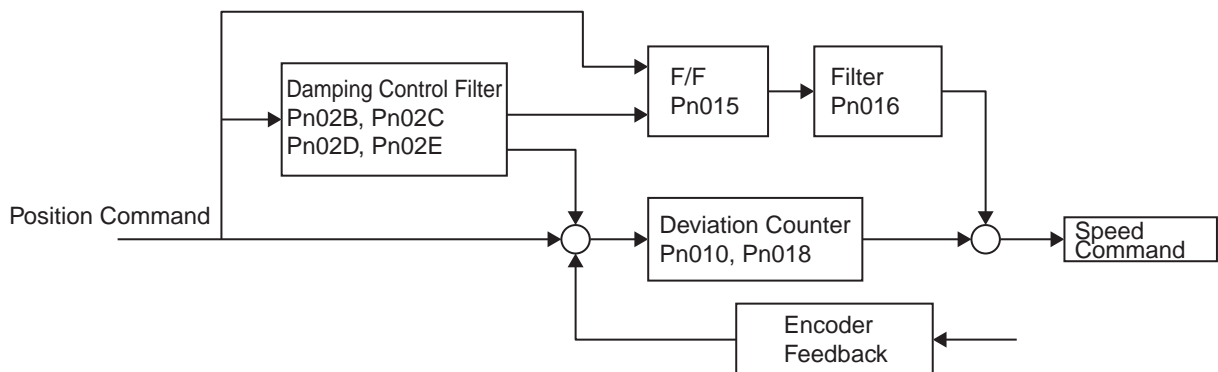 F/F
Pn015
Filter
Pn016
Damping Control Filter
Pn02B, Pn02C
Pn02D, Pn02E
Position Command
Deviation Counter
Pn010, Pn018
Speed
Command
Encoder
Feedback